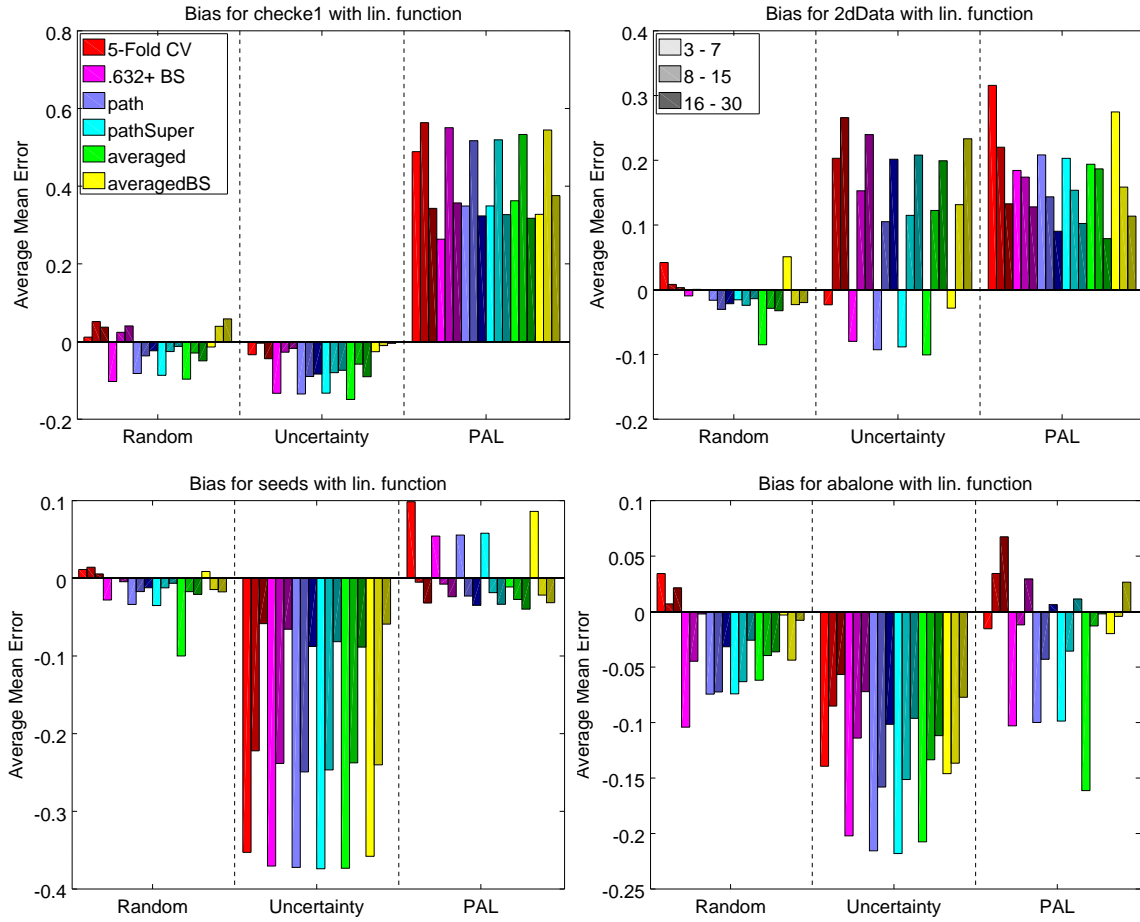 Bias for checke1 with lin. function
Average Mean Error
0.8
0.6
0.4
0.2
0
-0.2
5-Fold CV
.632+ BS
path
pathSuper
averaged
averagedBS
Random Uncertainty PAL
Bias for 2dData with lin. function
Average Mean Error
0.4
0.3
0.2
0.1
0
-0.1
-0.2
3 - 7
8 - 15
16 - 30
Random Uncertainty PAL
Bias for seeds with lin. function
Average Mean Error
0.1
0
-0.1
-0.2
-0.3
-0.4
Random Uncertainty PAL
Bias for abalone with lin. function
Average Mean Error
0.1
0.05
0
-0.05
-0.1
-0.15
-0.2
-0.25
Random Uncertainty PAL